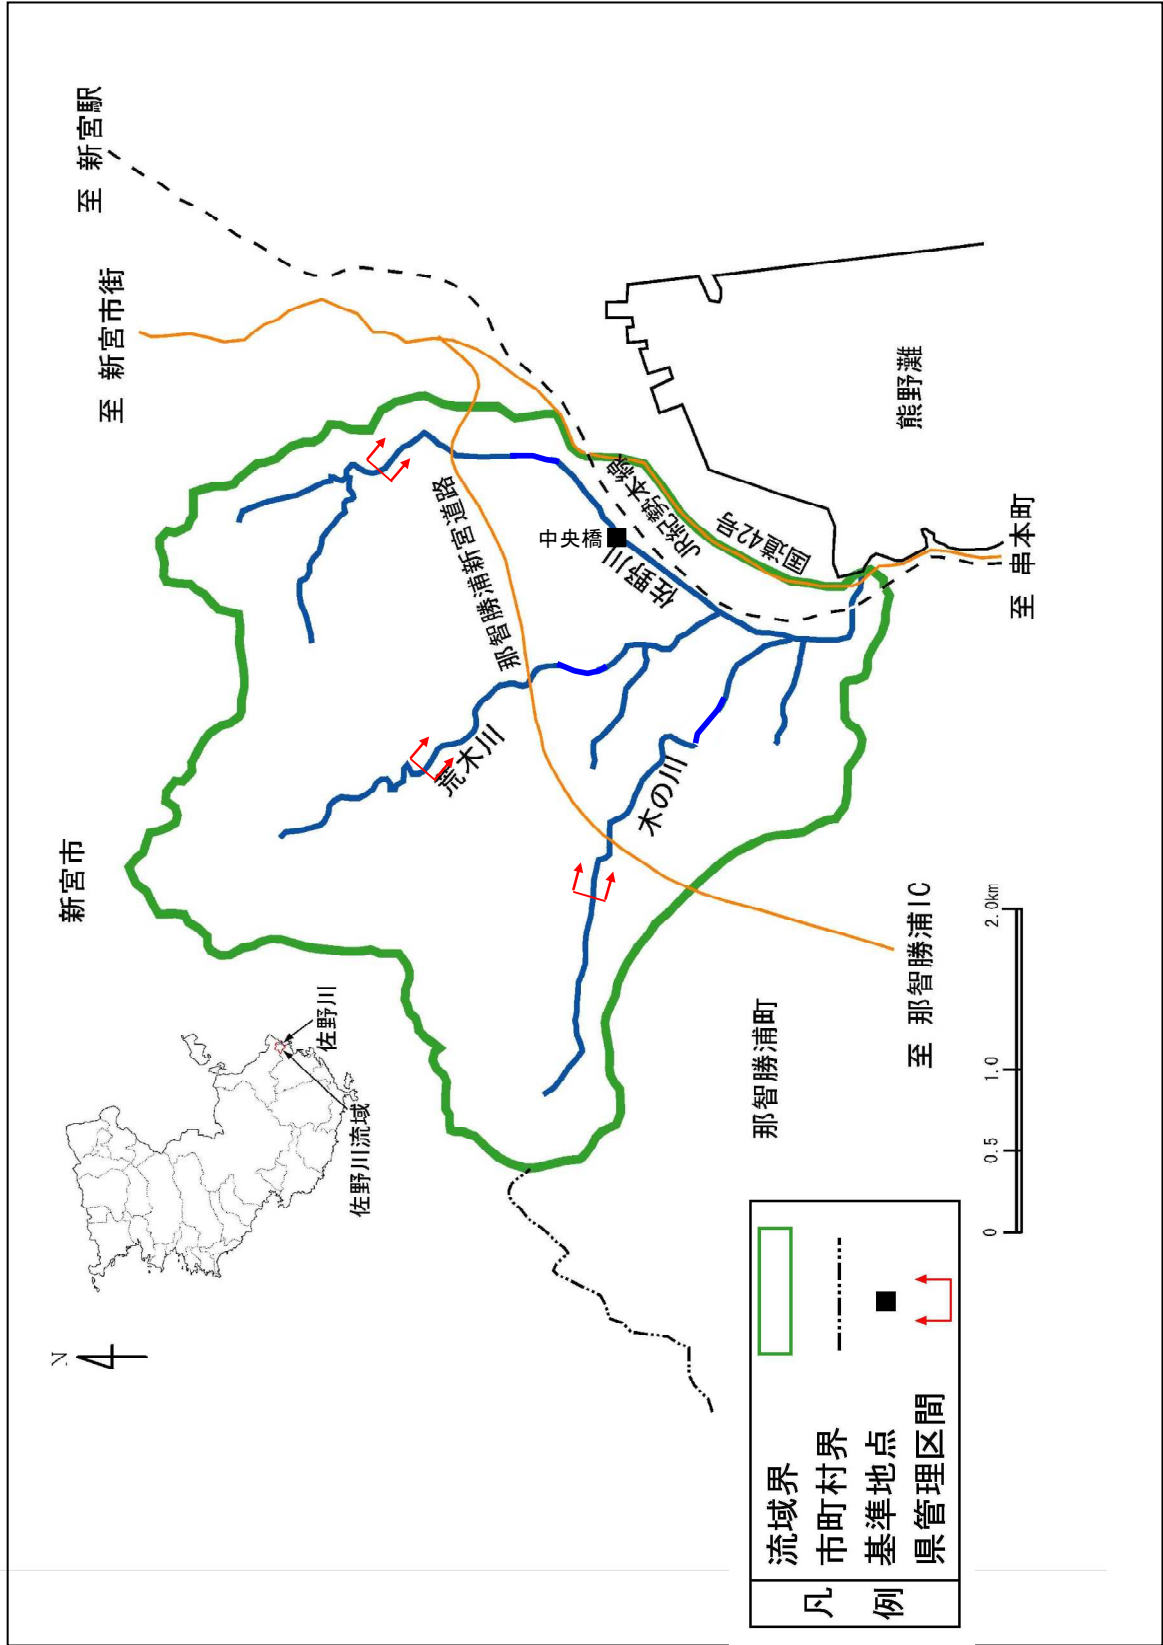 至 新宮駅
至 新宮市街
新宮市
熊野灘
JR紀勢本線
国道42号
中央橋
佐野川
那智勝浦新宮道路
荒木川
木の川
至 串本町
至 那智勝浦IC
那智勝浦町
佐野川
佐野川流域
N
0 0.5 1.0 2.0km
凡例
流域界
市町村界
基準地点
県管理区間